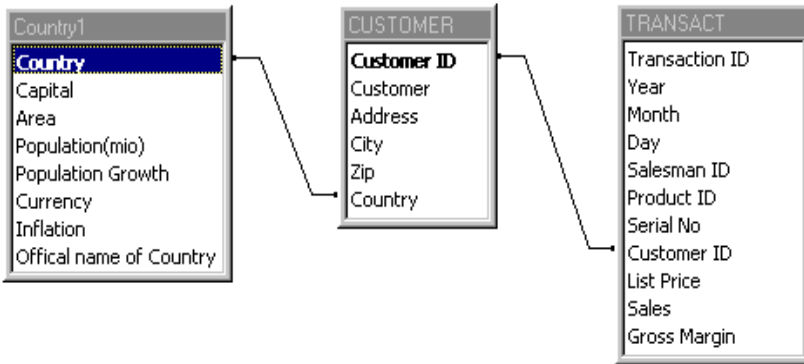 Country1
Country
Capital
Area
Population(mio)
Population Growth
Currency
Inflation
Offical name of Country
CUSTOMER
Customer ID
Customer
Address
City
Zip
Country
TRANSACT
Transaction ID
Year
Month
Day
Salesman ID
Product ID
Serial No
Customer ID
List Price
Sales
Gross Margin